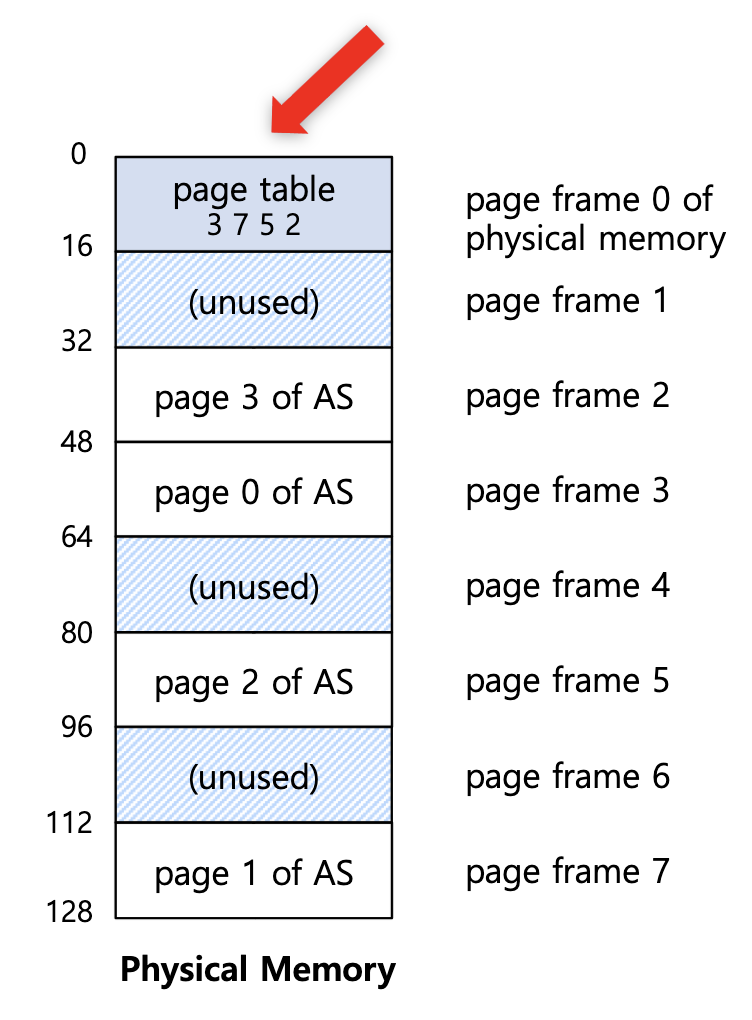 0
page table
3 7 5 2
page frame 0 of
physical memory
16
(unused)
page frame 1
32
page 3 of AS
page frame 2
48
page 0 of AS
page frame 3
64
(unused)
page frame 4
80
page 2 of AS
page frame 5
96
(unused)
page frame 6
112
page 1 of AS
page frame 7
128
Physical Memory